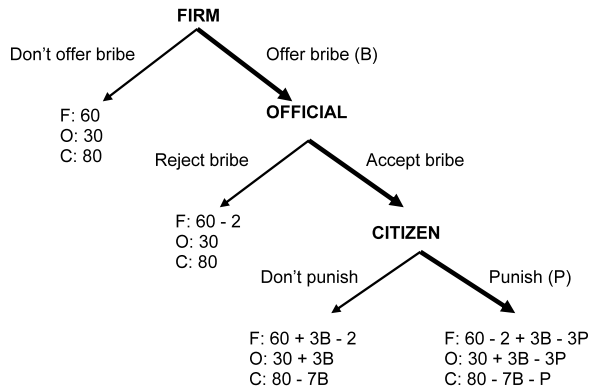 FIRM
Don't offer bribe
Offer bribe (B)
F: 60
O: 30
C: 80
OFFICIAL
Reject bribe
Accept bribe
F: 60 - 2
O: 30
C: 80
CITIZEN
Don't punish
Punish (P)
F: 60 + 3B - 2
O: 30 + 3B
C: 80 - 7B
F: 60 - 2 + 3B - 3P
O: 30 + 3B - 3P
C: 80 - 7B - P